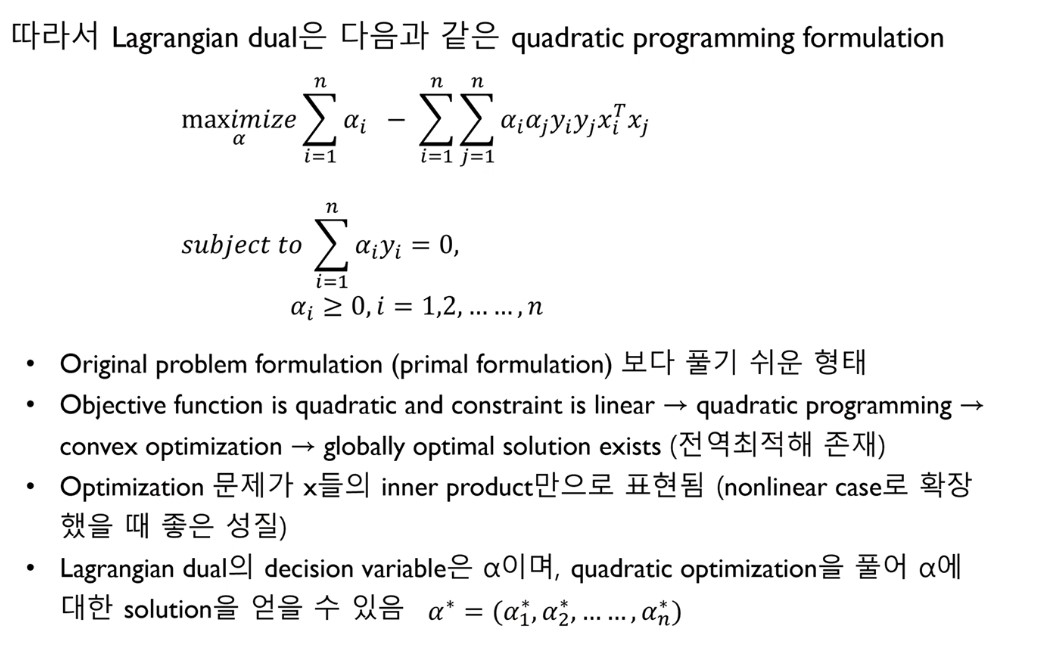 따라서 Lagrangian dual은 다음과 같은 quadratic programming formulation
$\underset{\alpha}{\text{maximize}} \sum_{i=1}^{n} \alpha_i - \sum_{i=1}^{n} \sum_{j=1}^{n} \alpha_i \alpha_j y_i y_j x_i^T x_j$
$subject\ to \sum_{i=1}^{n} \alpha_i y_i = 0,$
$\alpha_i \geq 0, i = 1,2, \ldots \ldots, n$
• Original problem formulation (primal formulation) 보다 풀기 쉬운 형태
• Objective function is quadratic and constraint is linear → quadratic programming →
convex optimization → globally optimal solution exists (전역최적해 존재)
• Optimization 문제가 x들의 inner product만으로 표현됨 (nonlinear case로 확장
했을 때 좋은 성질)
• Lagrangian dual의 decision variable은 α이며, quadratic optimization을 풀어 α에
대한 solution을 얻을 수 있음 $\alpha^* = (\alpha_1^*, \alpha_2^*, \ldots \ldots, \alpha_n^*)$